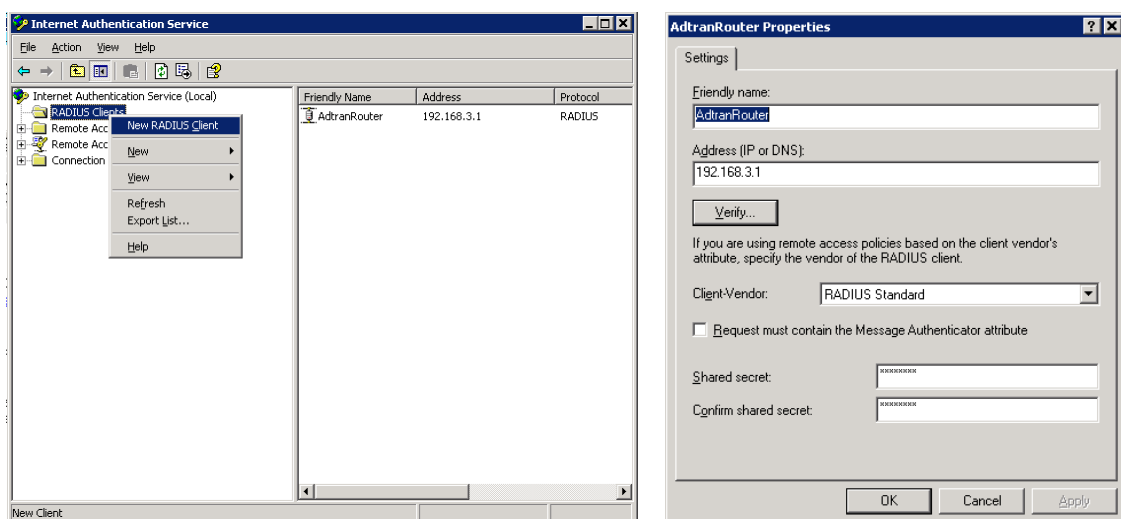 Internet Authentication Service
File Action View Help
Internet Authentication Service (Local)
RADIUS Clients
Remote Acc
Remote Acc
Connection
New RADIUS Client
New
View
Refresh
Export List...
Help
Friendly Name Address Protocol
AdtranRouter 192.168.3.1 RADIUS
New Client
AdtranRouter Properties
Settings
Friendly name:
AdtranRouter
Address (IP or DNS):
192.168.3.1
Verify...
If you are using remote access policies based on the client vendor's
attribute, specify the vendor of the RADIUS client.
Client-Vendor: RADIUS Standard
Request must contain the Message Authenticator attribute
Shared secret: ********
Confirm shared secret: ********
OK Cancel Apply